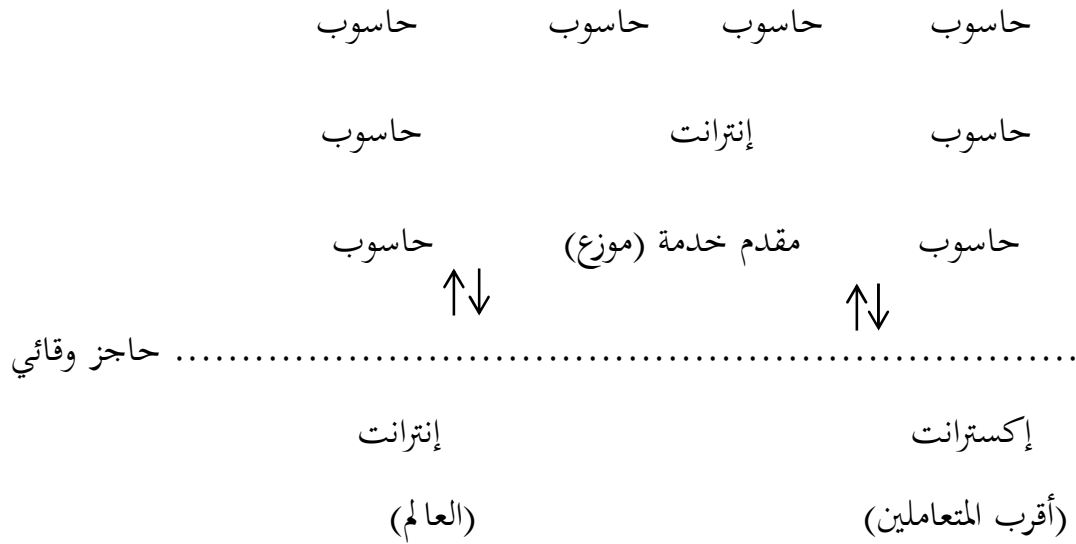 حاسوب حاسوب حاسوب حاسوب
حاسوب إنترانت حاسوب
حاسوب مقدم خدمة (موزع) حاسوب
↑↓ ↑↓
.................................................................... حاجز وقائي
إكسترانت إنترانت
(أقرب المتعاملين) (العالم)